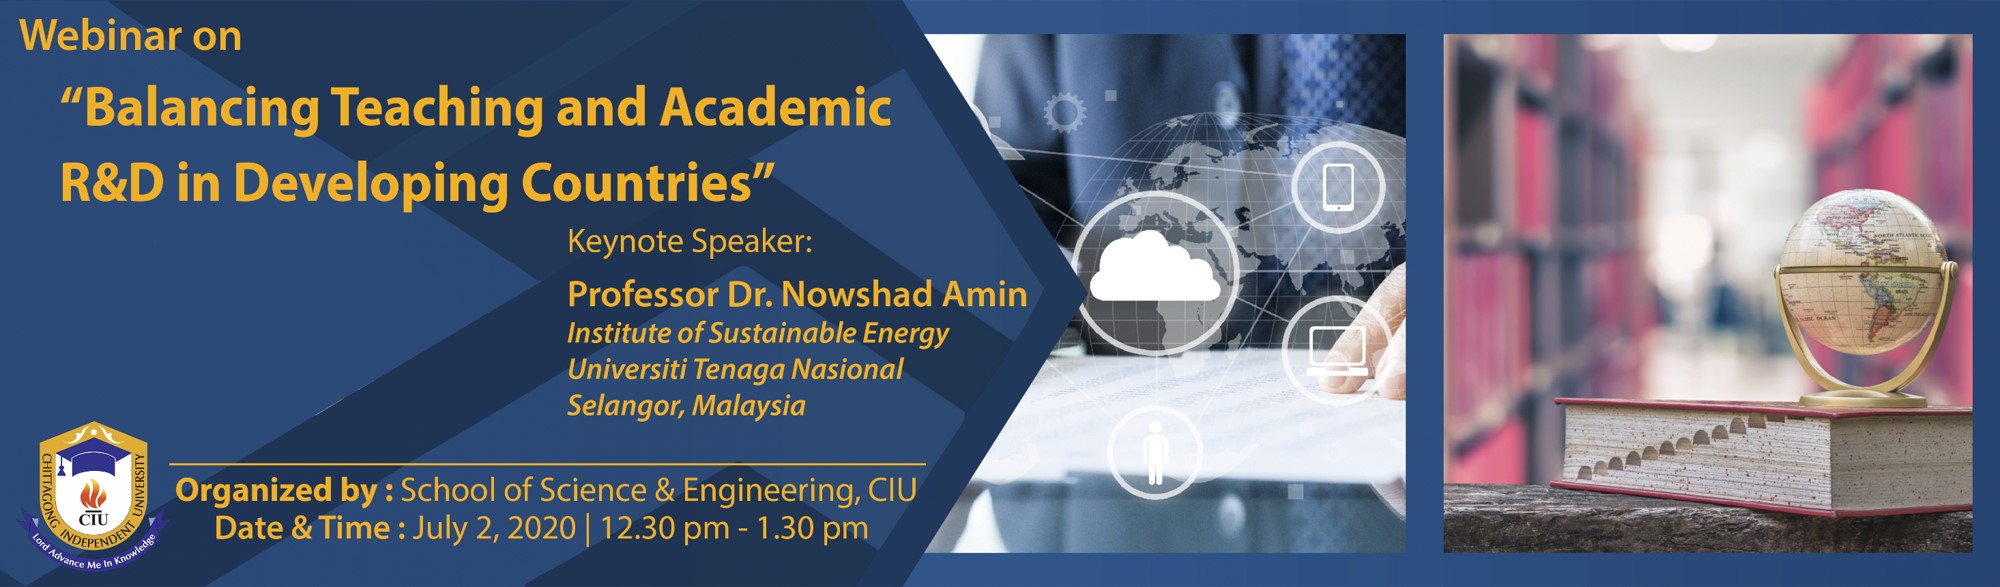 Webinar on
“Balancing Teaching and Academic
R&D in Developing Countries”
Keynote Speaker:
Professor Dr. Nowshad Amin
Institute of Sustainable Energy
Universiti Tenaga Nasional
Selangor, Malaysia
CHITTAGONG INDEPENDENT UNIVERSITY
CIU
Lord Advance Me In Knowledge
Organized by : School of Science & Engineering, CIU
Date & Time : July 2, 2020 | 12.30 pm - 1.30 pm